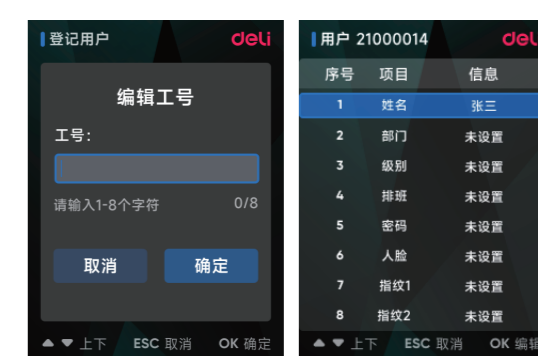 登记用户 deli
编辑工号
工号:
请输入1-8个字符 0/8
取消 确定
▲ ▼ 上下 ESC 取消 OK 确定
用户 21000014 deli
序号 项目 信息
1 姓名 张三
2 部门 未设置
3 级别 未设置
4 排班 未设置
5 密码 未设置
6 人脸 未设置
7 指纹1 未设置
8 指纹2 未设置
▲ ▼ 上下 ESC 取消 OK 编辑